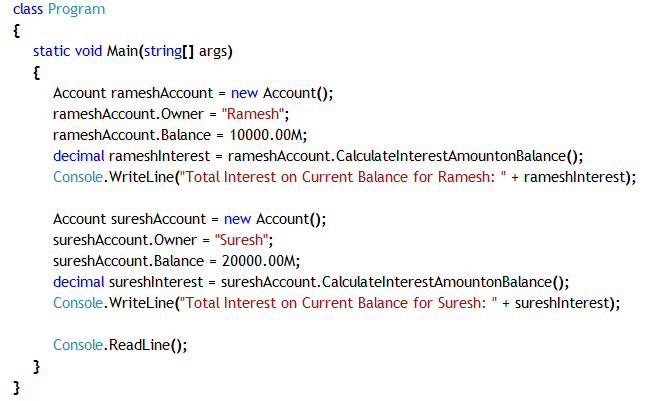 class Program
{
static void Main(string[] args)
{
Account rameshAccount = new Account();
rameshAccount.Owner = "Ramesh";
rameshAccount.Balance = 10000.00M;
decimal rameshInterest = rameshAccount.CalculateInterestAmountonBalance();
Console.WriteLine("Total Interest on Current Balance for Ramesh: " + rameshInterest);
Account sureshAccount = new Account();
sureshAccount.Owner = "Suresh";
sureshAccount.Balance = 20000.00M;
decimal sureshInterest = sureshAccount.CalculateInterestAmountonBalance();
Console.WriteLine("Total Interest on Current Balance for Suresh: " + sureshInterest);
Console.ReadLine();
}
}